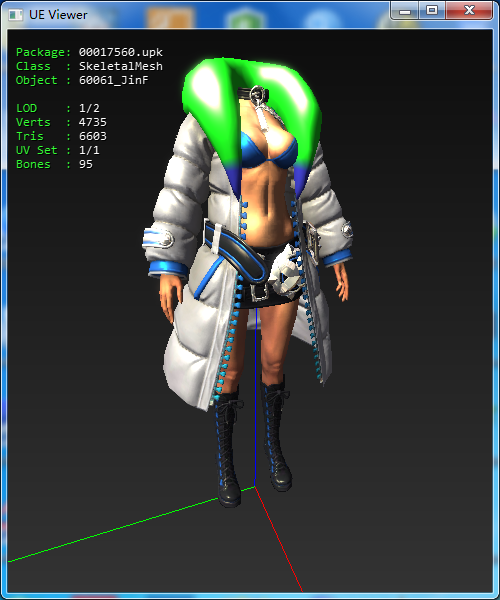 UE Viewer
Package: 00017560.upk
Class : SkeletalMesh
Object : 60061_JinF
LOD : 1/2
Verts : 4735
Tris : 6603
UV Set : 1/1
Bones : 95